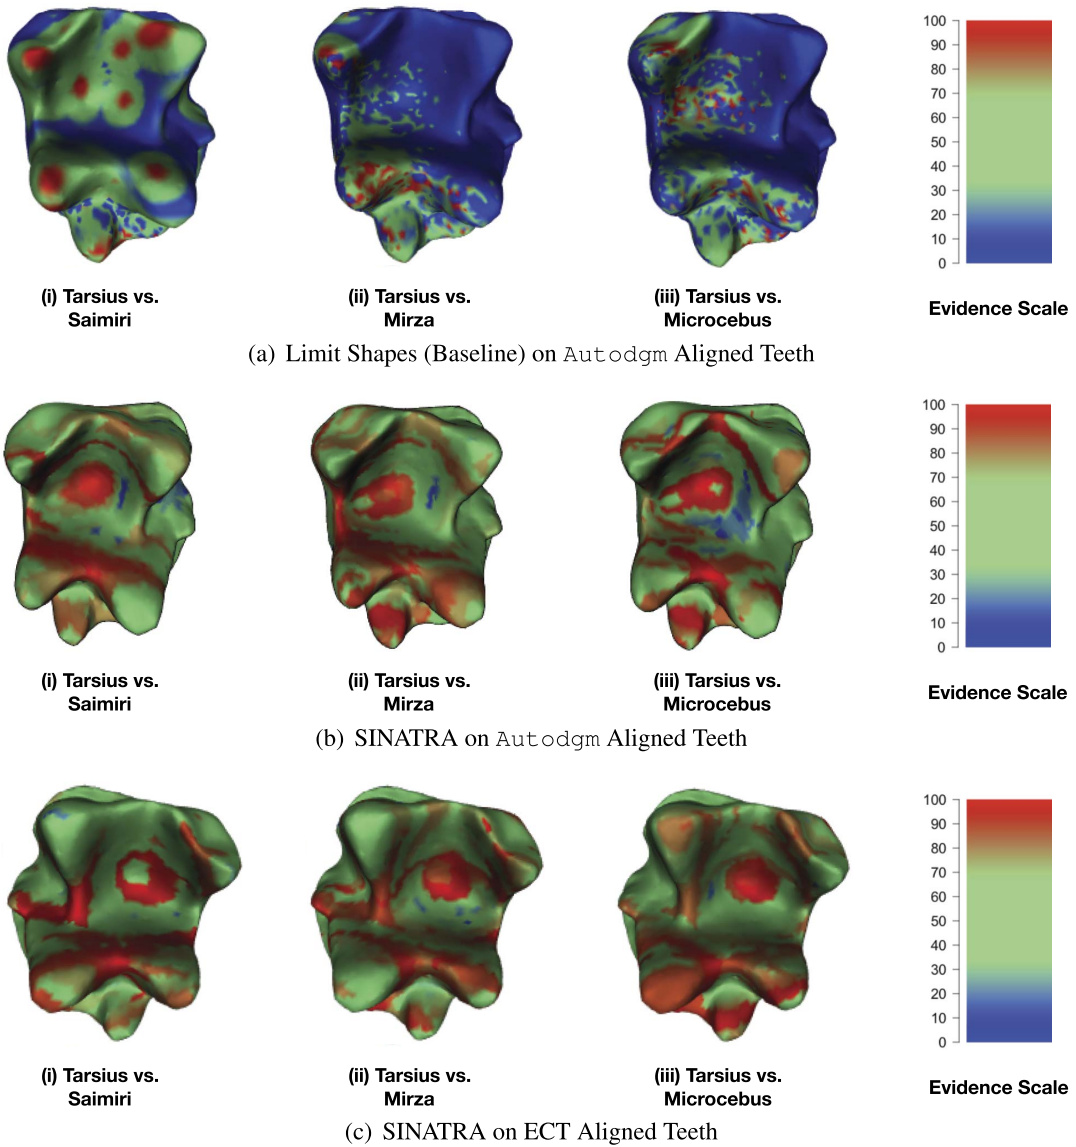 100
90
80
70
60
50
40
30
20
10
0
(i) Tarsius vs.
Saimiri
(ii) Tarsius vs.
Mirza
(iii) Tarsius vs.
Microcebus
Evidence Scale
(a) Limit Shapes (Baseline) on Autodgm Aligned Teeth
100
90
80
70
60
50
40
30
20
10
0
(i) Tarsius vs.
Saimiri
(ii) Tarsius vs.
Mirza
(iii) Tarsius vs.
Microcebus
Evidence Scale
(b) SINATRA on Autodgm Aligned Teeth
100
90
80
70
60
50
40
30
20
10
0
(i) Tarsius vs.
Saimiri
(ii) Tarsius vs.
Mirza
(iii) Tarsius vs.
Microcebus
Evidence Scale
(c) SINATRA on ECT Aligned Teeth